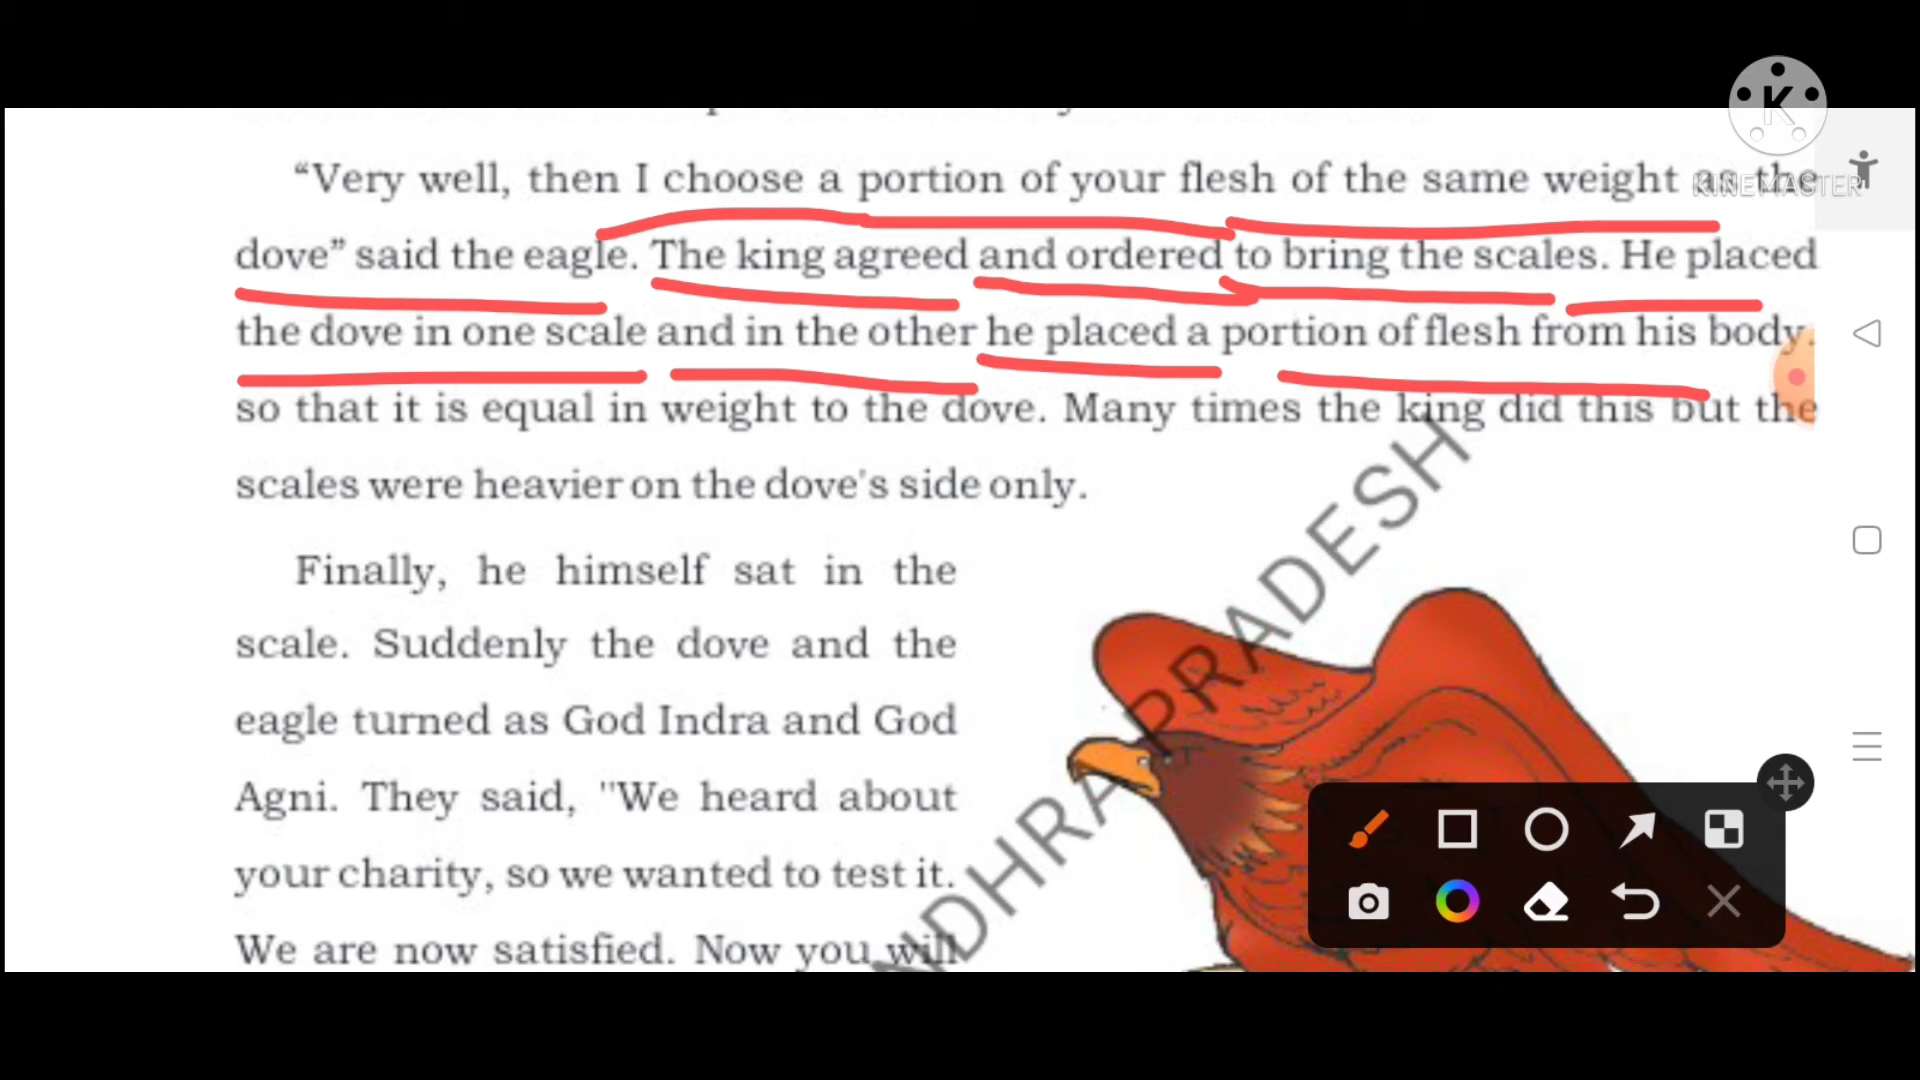 “Very well, then I choose a portion of your flesh of the same weight as the
dove” said the eagle. The king agreed and ordered to bring the scales. He placed
the dove in one scale and in the other he placed a portion of flesh from his body.
so that it is equal in weight to the dove. Many times the king did this but the
scales were heavier on the dove's side only.
Finally, he himself sat in the
scale. Suddenly the dove and the
eagle turned as God Indra and God
Agni. They said, "We heard about
your charity, so we wanted to test it.
We are now satisfied. Now you will
NDHRA PRADESH
K
KINEMASTER